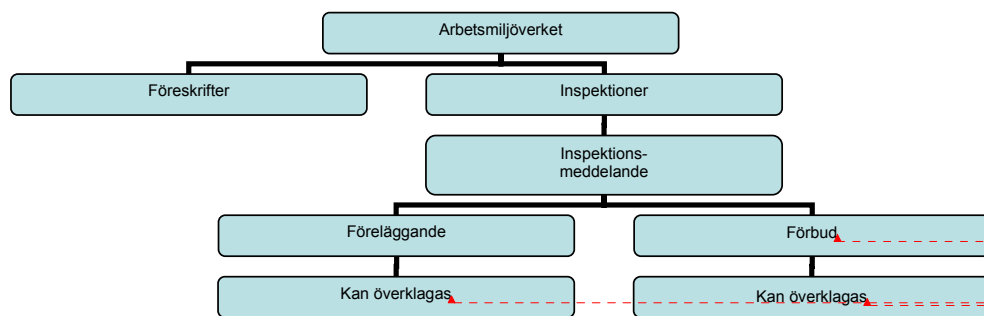 Arbetsmiljöverket
Föreskrifter
Inspektioner
Inspektions-
meddelande
Föreläggande
Förbud
Kan överklagas
Kan överklagas